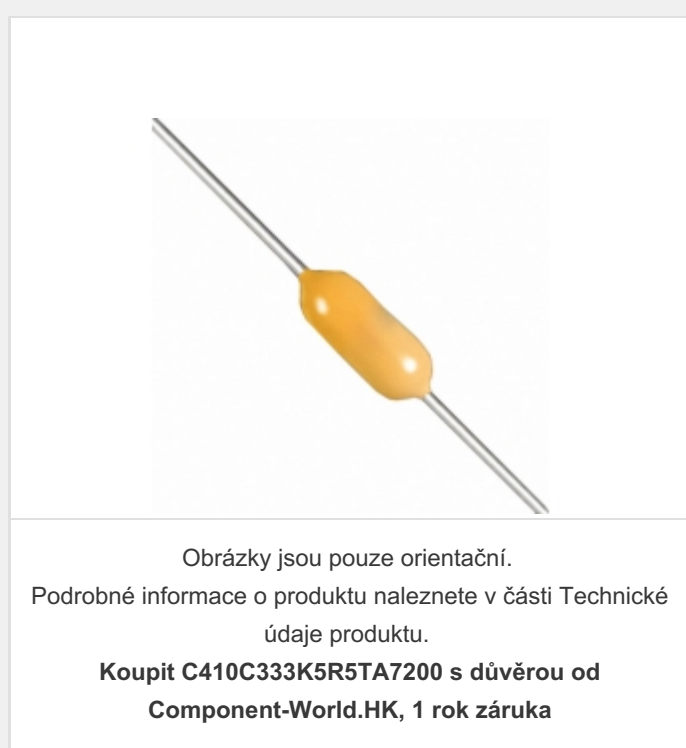 Obrázky jsou pouze orientační.
Podrobné informace o produktu naleznete v části Technické
údaje produktu.
Koupit C410C333K5R5TA7200 s důvěrou od
Component-World.HK, 1 rok záruka